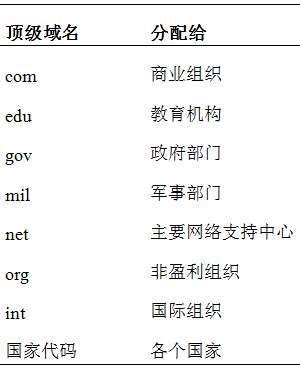 顶级域名 分配给
com 商业组织
edu 教育机构
gov 政府部门
mil 军事部门
net 主要网络支持中心
org 非盈利组织
int 国际组织
国家代码 各个国家